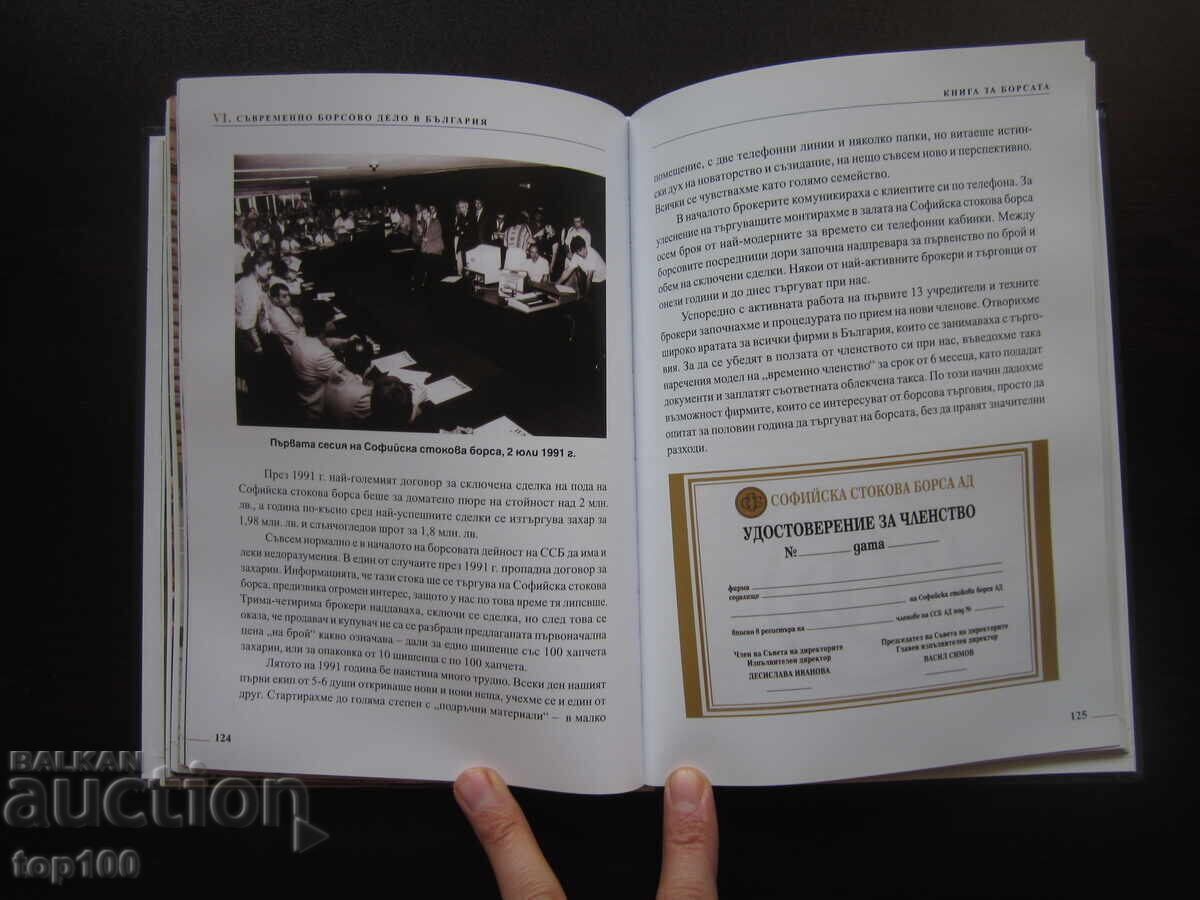 VI. СЪВРЕМЕННО БОРСОВО ДЕЛО В БЪЛГАРИЯ
Първата сесия на Софийска стокова борса, 2 юли 1991 г.
През 1991 г. най-големият договор за сключена сделка на пода на
Софийска стокова борса беше за доматено пюре на стойност над 2 млн.
лв., а година по-късно сред най-успешните сделки се изтъргува захар за
1,98 млн. лв. и слънчогледов шрот за 1,8 млн. лв.
Съвсем нормално е в началото на борсовата дейност на ССБ да има и
леки недоразумения. В един от случаите през 1991 г. пропадна договор за
захарин. Информацията, че тази стока ще се търгува на Софийска стокова
борса, предизвика огромен интерес, защото у нас по това време тя липсваше.
Трима-четирима брокери наддаваха, сключи се сделка, но след това се
оказа, че продавач и купувач не са се разбрали предлаганата първоначална
цена „на брой“ какво означава – дали за едно шишенце със 100 хапчета
захарин, или за опаковка от 10 шишенца с по 100 хапчета.
Лятото на 1991 година бе наистина много трудно. Всеки ден нашият
първи екип от 5-6 души откриваше нови и нови неща, учехме се и един от
друг. Стартирахме до голяма степен с „подръчни материали“ – в малко
124
КНИГА ЗА БОРСАТА
помещение, с две телефонни линии и няколко папки, но витаеше истин-
ски дух на новаторство и съзидание, на нещо съвсем ново и перспективно.
Всички се чувствахме като голямо семейство.
В началото брокерите комуникираха с клиентите си по телефона. За
улеснение на търгуващите монтирахме в залата на Софийска стокова борса
осем броя от най-модерните за времето си телефонни кабинки. Между
борсовите посредници дори започна надпревара за първенство по брой и
обем на сключени сделки. Някои от най-активните брокери и търговци от
онези години и до днес търгуват при нас.
Успоредно с активната работа на първите 13 учредители и техните
брокери започнахме и процедурата по прием на нови членове. Отворихме
широко вратата за всички фирми в България, които се занимаваха с търго-
вия. За да се убедят в ползата от членството си при нас, въведохме така
наречения модел на „временно членство“ за срок от 6 месеца, като подадат
документи и заплатят съответната облекчена такса. По този начин дадохме
възможност фирмите, които се интересуват от борсова търговия, просто да
опитат за половин година да търгуват на борсата, без да правят значителни
разходи.
СОФИЙСКА СТОКОВА БОРСА АД
УДОСТОВЕРЕНИЕ ЗА ЧЛЕНСТВО
№ дата
фирма
седалище
на Софийска стокова борса АД
вписан в регистъра на членове на ССБ АД под №
Член на Съвета на директорите
Изпълнителен директор
ДЕСИСЛАВА ИВАНОВА
Председател на Съвета на директорите
Главен изпълнителен директор
ВАСИЛ СИМОВ
125
BALKAN
auction
top100